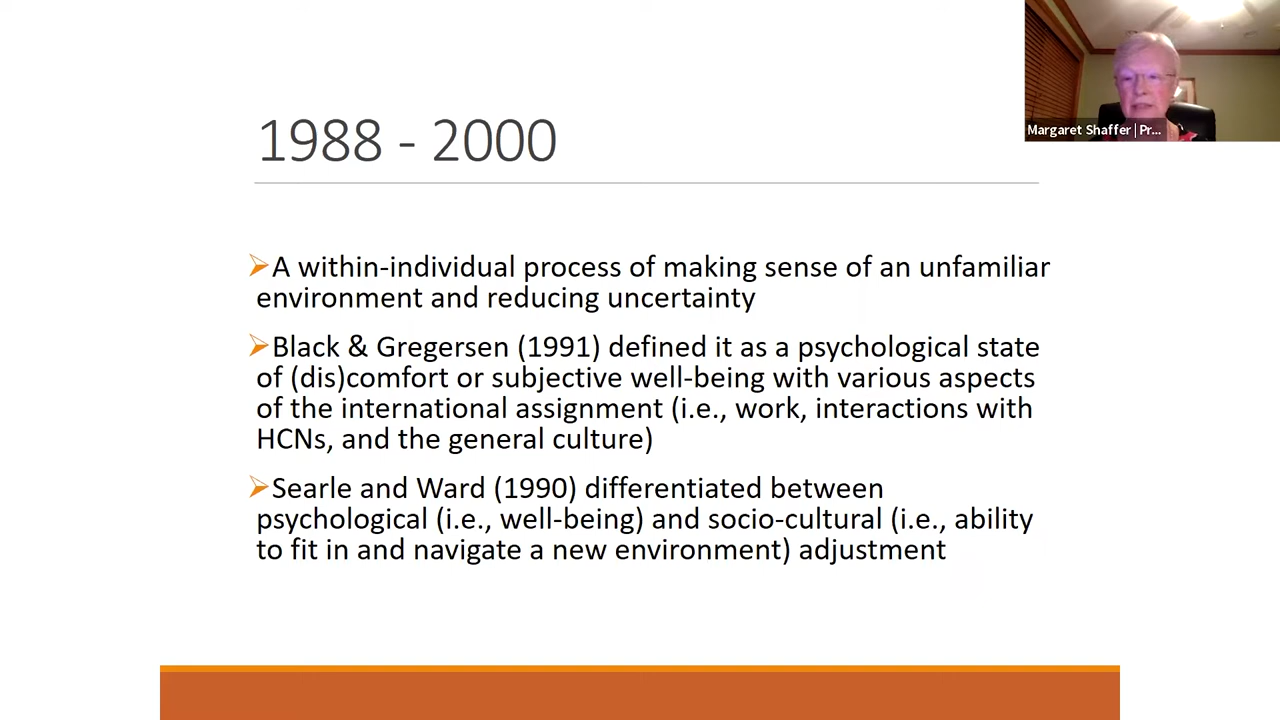 1988 - 2000
A within-individual process of making sense of an unfamiliar
environment and reducing uncertainty
Black & Gregersen (1991) defined it as a psychological state
of (dis)comfort or subjective well-being with various aspects
of the international assignment (i.e., work, interactions with
HCNs, and the general culture)
Searle and Ward (1990) differentiated between
psychological (i.e., well-being) and socio-cultural (i.e., ability
to fit in and navigate a new environment) adjustment
Margaret Shaffer | Pr...